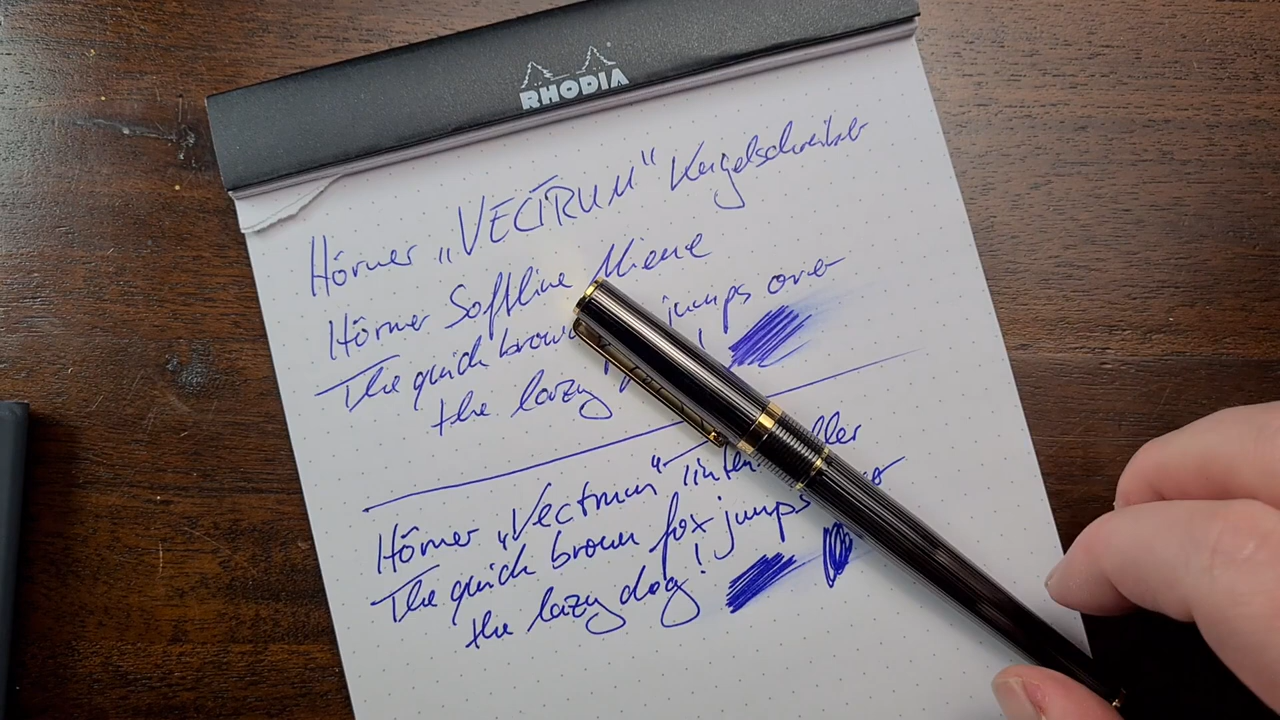 RHODIA
Hörner „VECTRUM“ Kugelschreiber
Hörner Softline Miene
The quick brown jumps over
the lazy !
Hörner „Vectrum“
The quick brown fox jumps
the lazy dog!